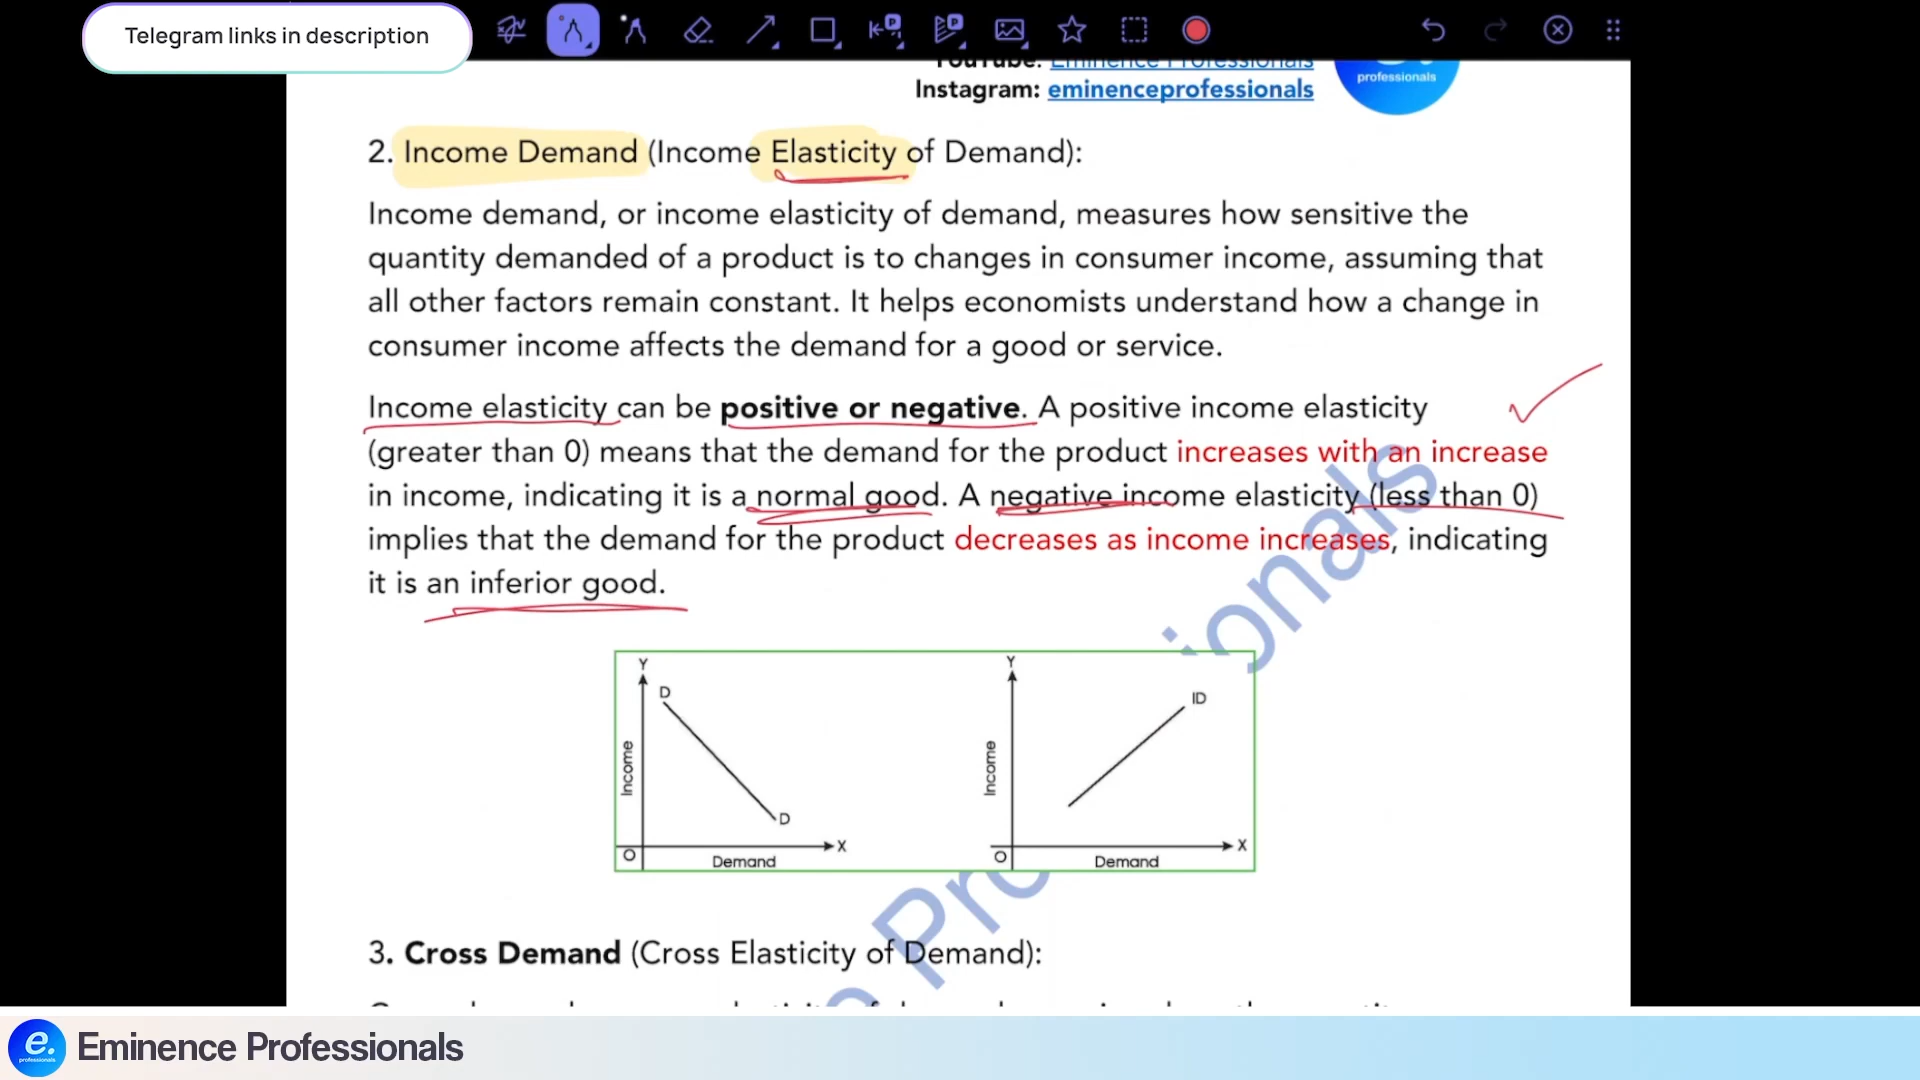 Telegram links in description
YouTube: Eminence Professionals
Instagram: eminenceprofessionals
professionals
2. Income Demand (Income Elasticity of Demand):
Income demand, or income elasticity of demand, measures how sensitive the
quantity demanded of a product is to changes in consumer income, assuming that
all other factors remain constant. It helps economists understand how a change in
consumer income affects the demand for a good or service.
Income elasticity can be positive or negative. A positive income elasticity
(greater than 0) means that the demand for the product increases with an increase
in income, indicating it is a normal good. A negative income elasticity (less than 0)
implies that the demand for the product decreases as income increases, indicating
it is an inferior good.
Y
D
Income
D
O
X
Demand
Y
ID
Income
O
X
Demand
3. Cross Demand (Cross Elasticity of Demand):
e.
professionals
Eminence Professionals